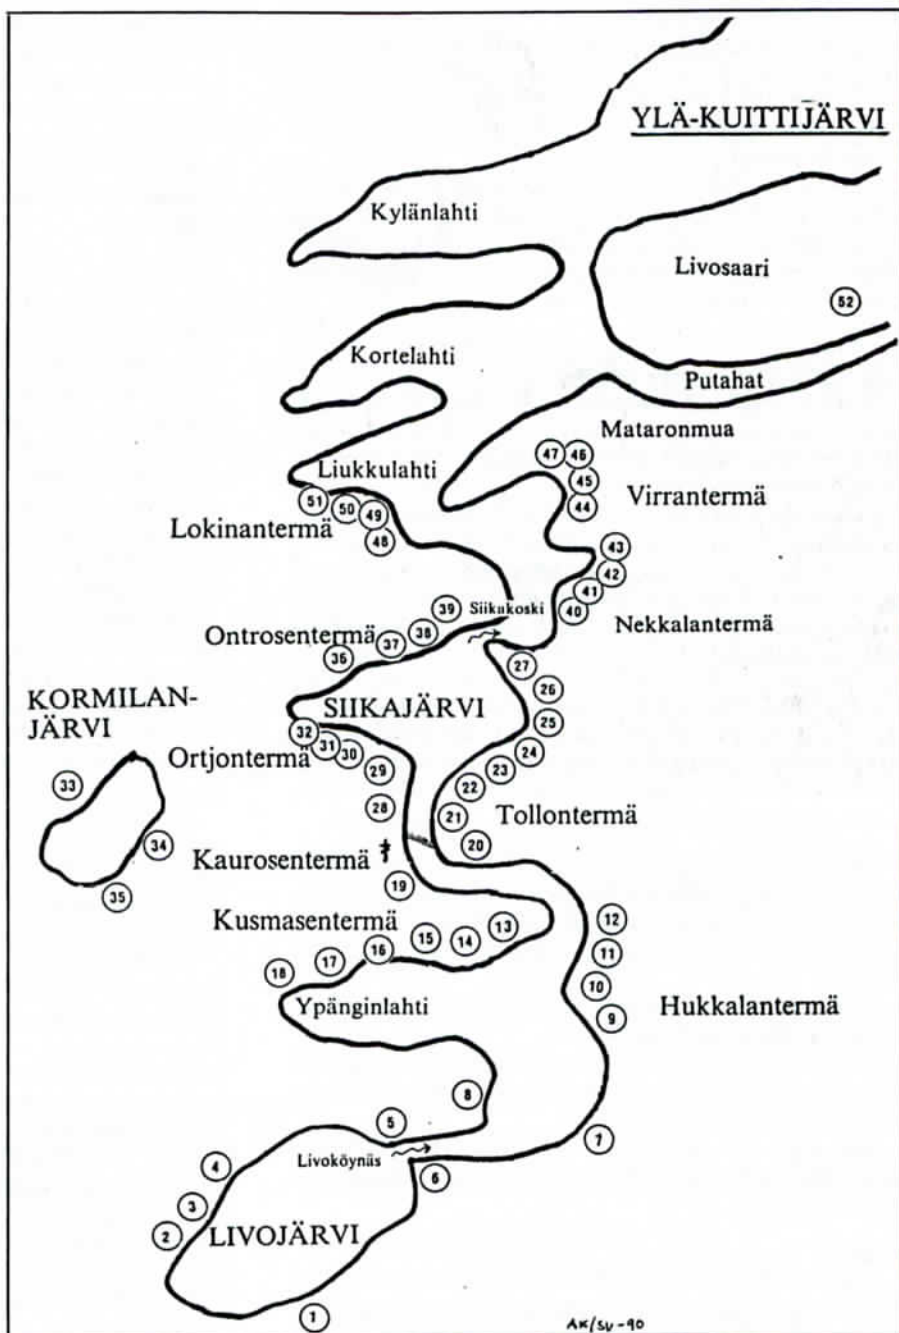 YLÄ-KUITTIJÄRVI
Kylänlahti
Livosaari
52
Kortelahti
Putahat
Mataronmua
47 46
Liukkulahti
45
Virrantermä
51 50 49
44
Lokinantermä
48
43
42
39
Siikakoski
41
40
Ontrosentermä
38
37
36
Nekkalantermä
27
KORMILAN-
JÄRVI
SIIKAJÄRVI
26
25
32
Ortjontermä
31 30
24
29
23
33
22
28
21
Tollontermä
34
20
Kaurosentermä
35
19
Kusmasentermä
12
13
15 14
16
11
17
18
10
Ypänginlahti
Hukkalantermä
9
8
5
7
Livoköynäs
4
6
3
2
LIVOJÄRVI
1
AK/SV-90